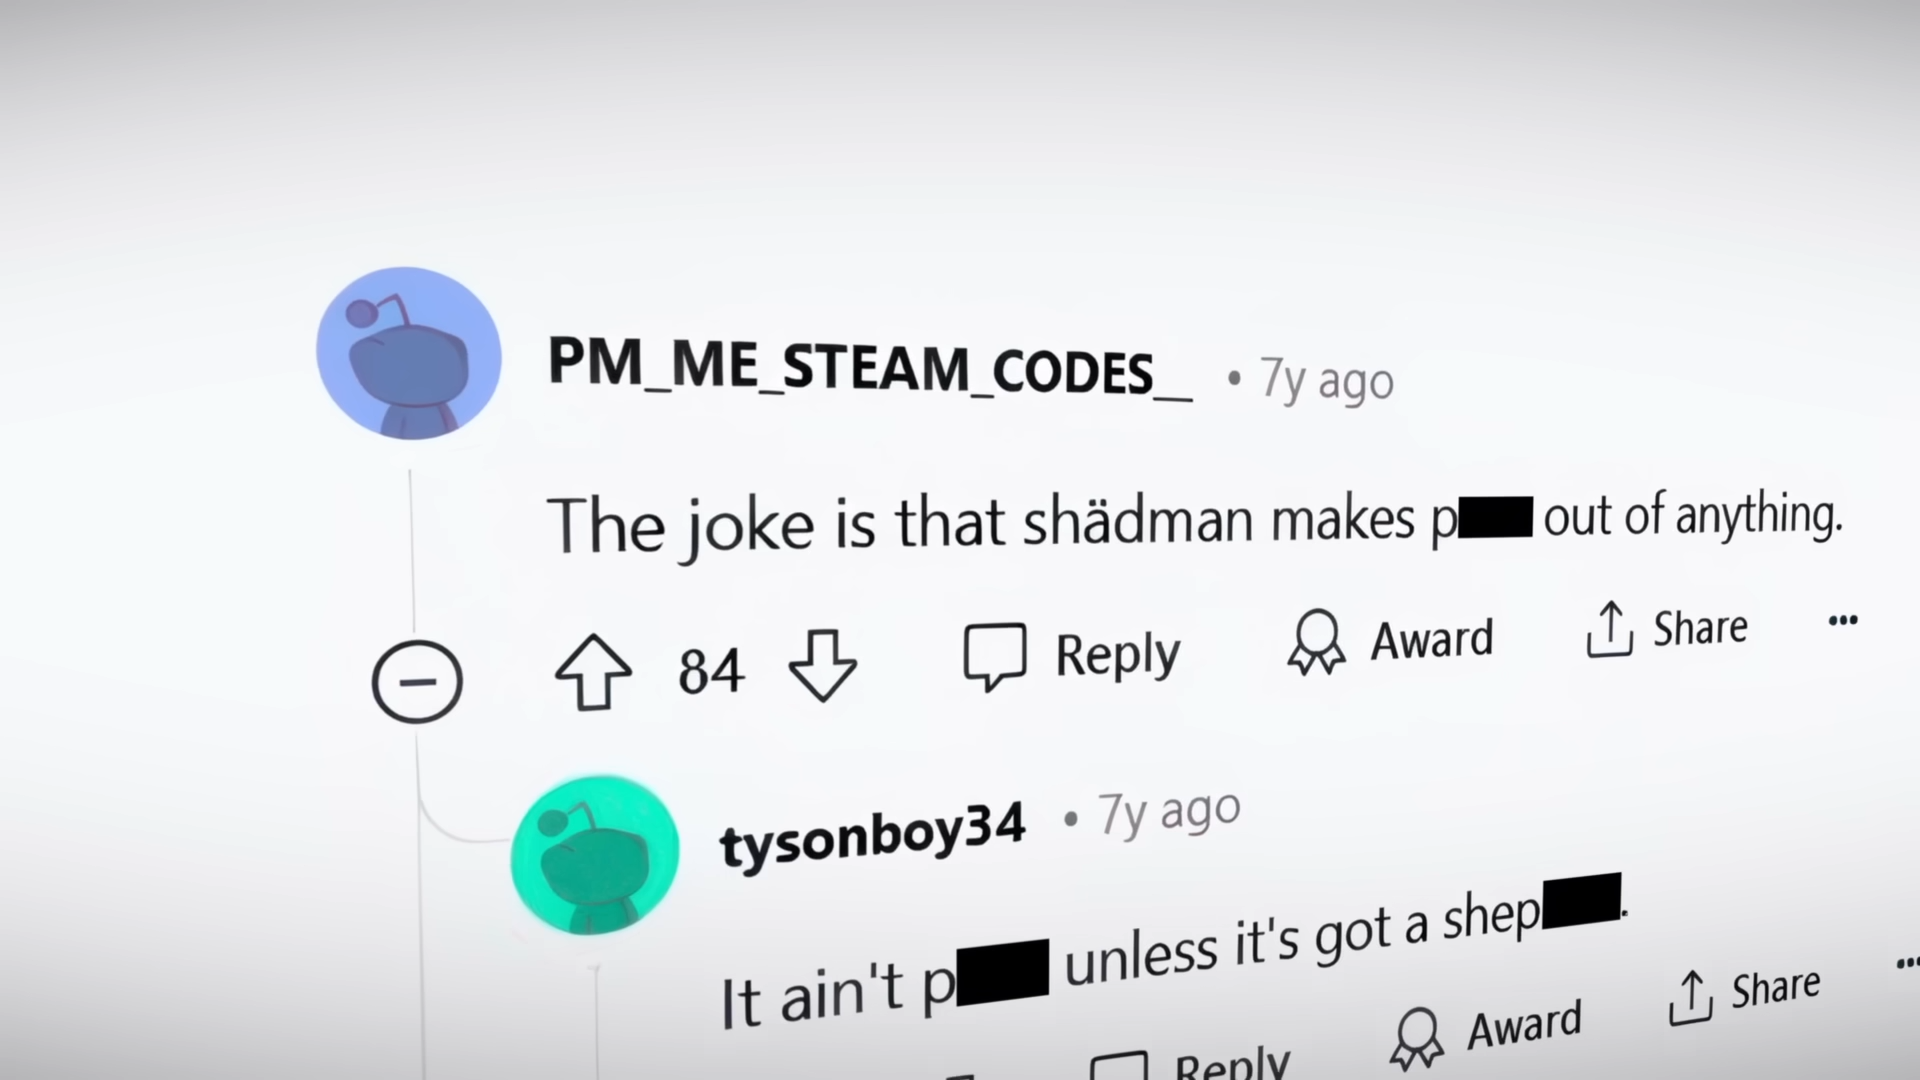 PM_ME_STEAM_CODES__ • 7y ago
The joke is that shädman makes p out of anything.
84 Reply Award Share ...
tysonboy34 • 7y ago
It ain't p unless it's got a shep.
Reply Award Share ...